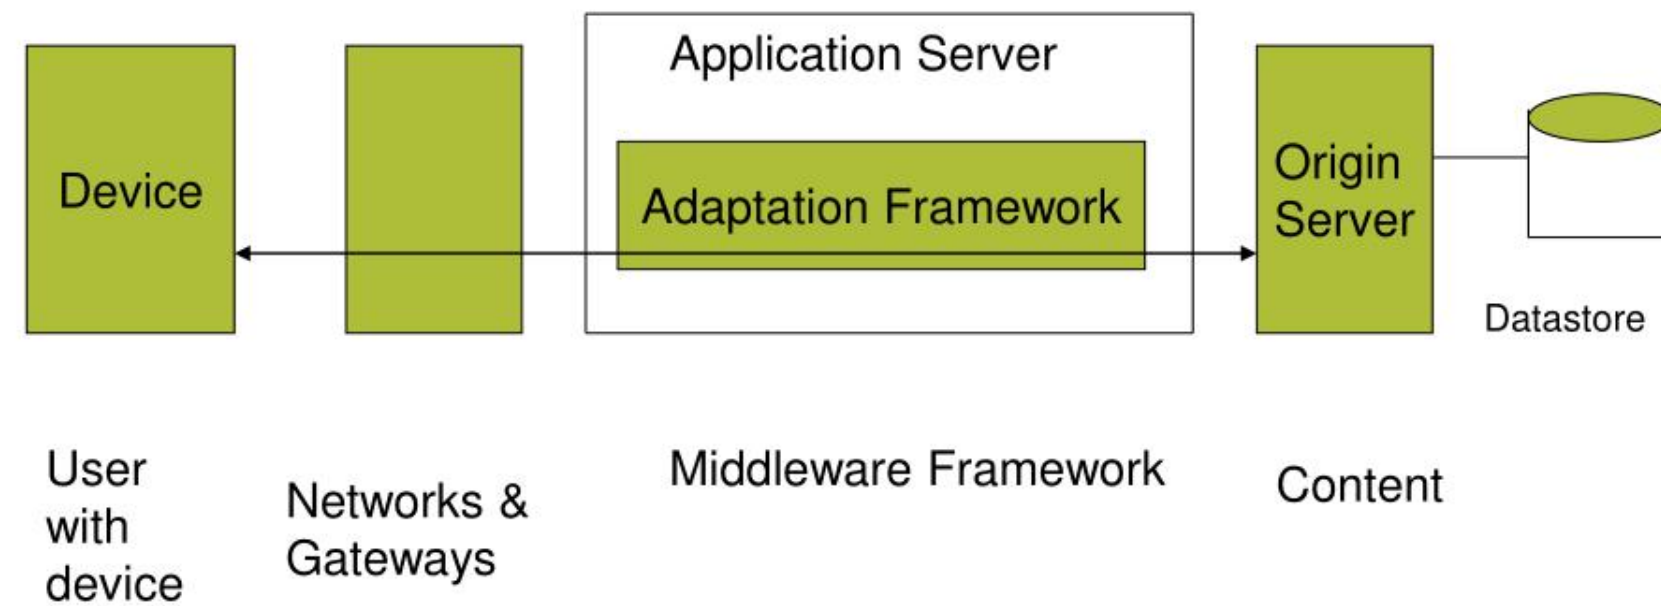 Application Server
Device
Adaptation Framework
Origin
Server
Datastore
User
with
device
Networks &
Gateways
Middleware Framework
Content